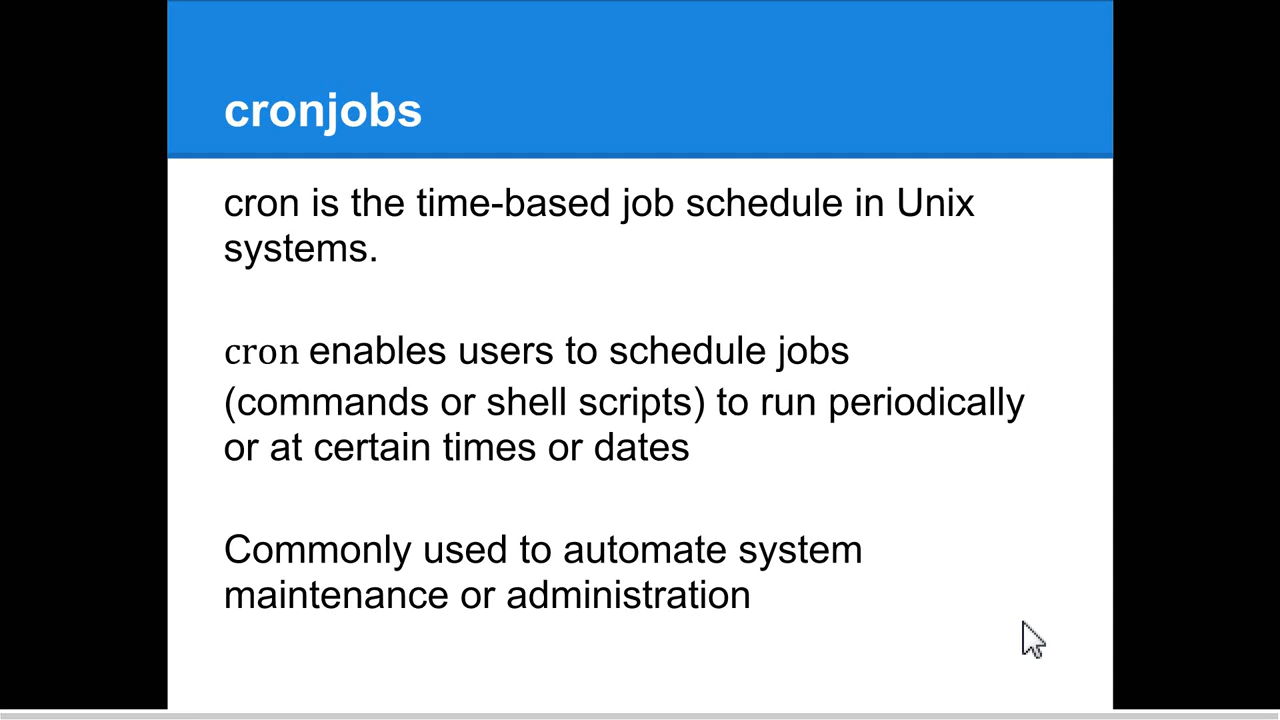 cronjobs
cron is the time-based job schedule in Unix
systems.
cron enables users to schedule jobs
(commands or shell scripts) to run periodically
or at certain times or dates
Commonly used to automate system
maintenance or administration